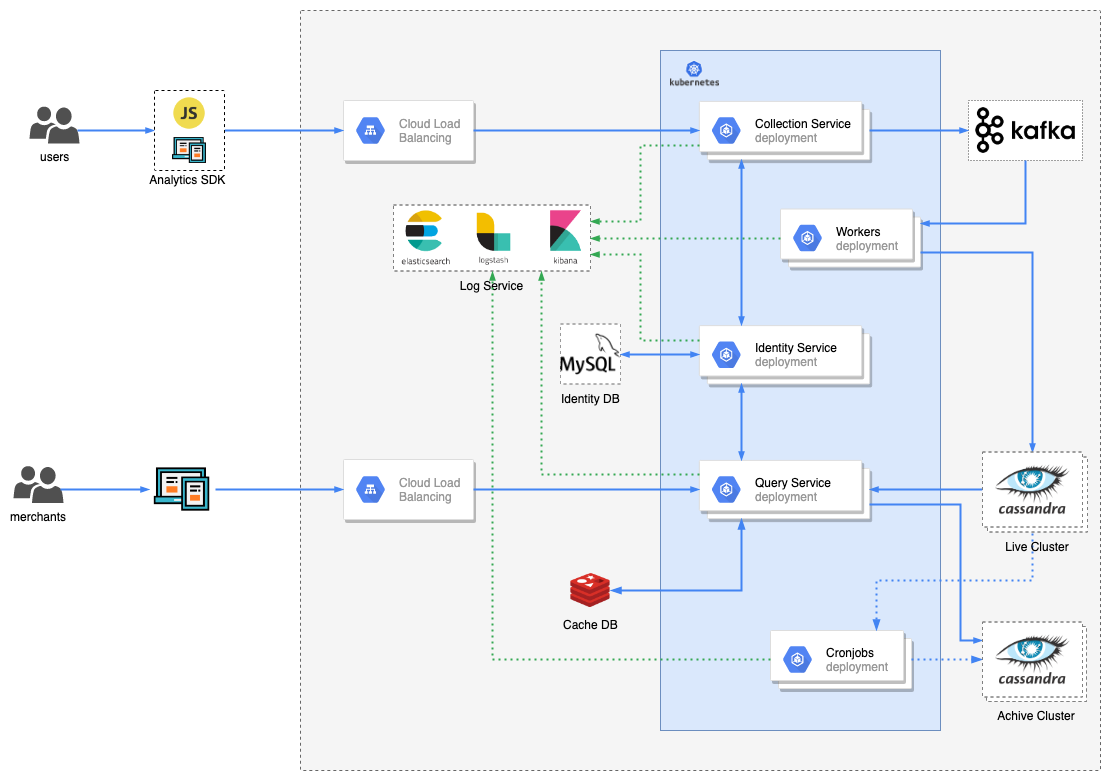 kubernetes
JS
Cloud Load
Balancing
Collection Service
deployment
kafka
users
Analytics SDK
Workers
deployment
elasticsearch
logstash
kibana
Log Service
MySQL
Identity DB
Identity Service
deployment
merchants
Cloud Load
Balancing
Query Service
deployment
cassandra
Live Cluster
Cache DB
Cronjobs
deployment
cassandra
Achive Cluster